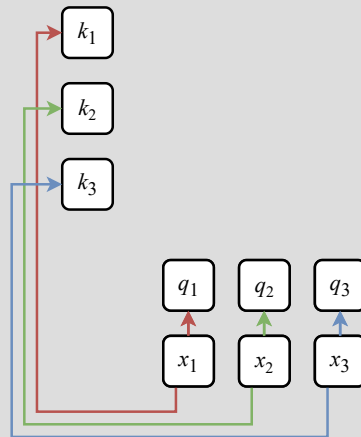 k₁
k₂
k₃
q₁ q₂ q₃
x₁ x₂ x₃